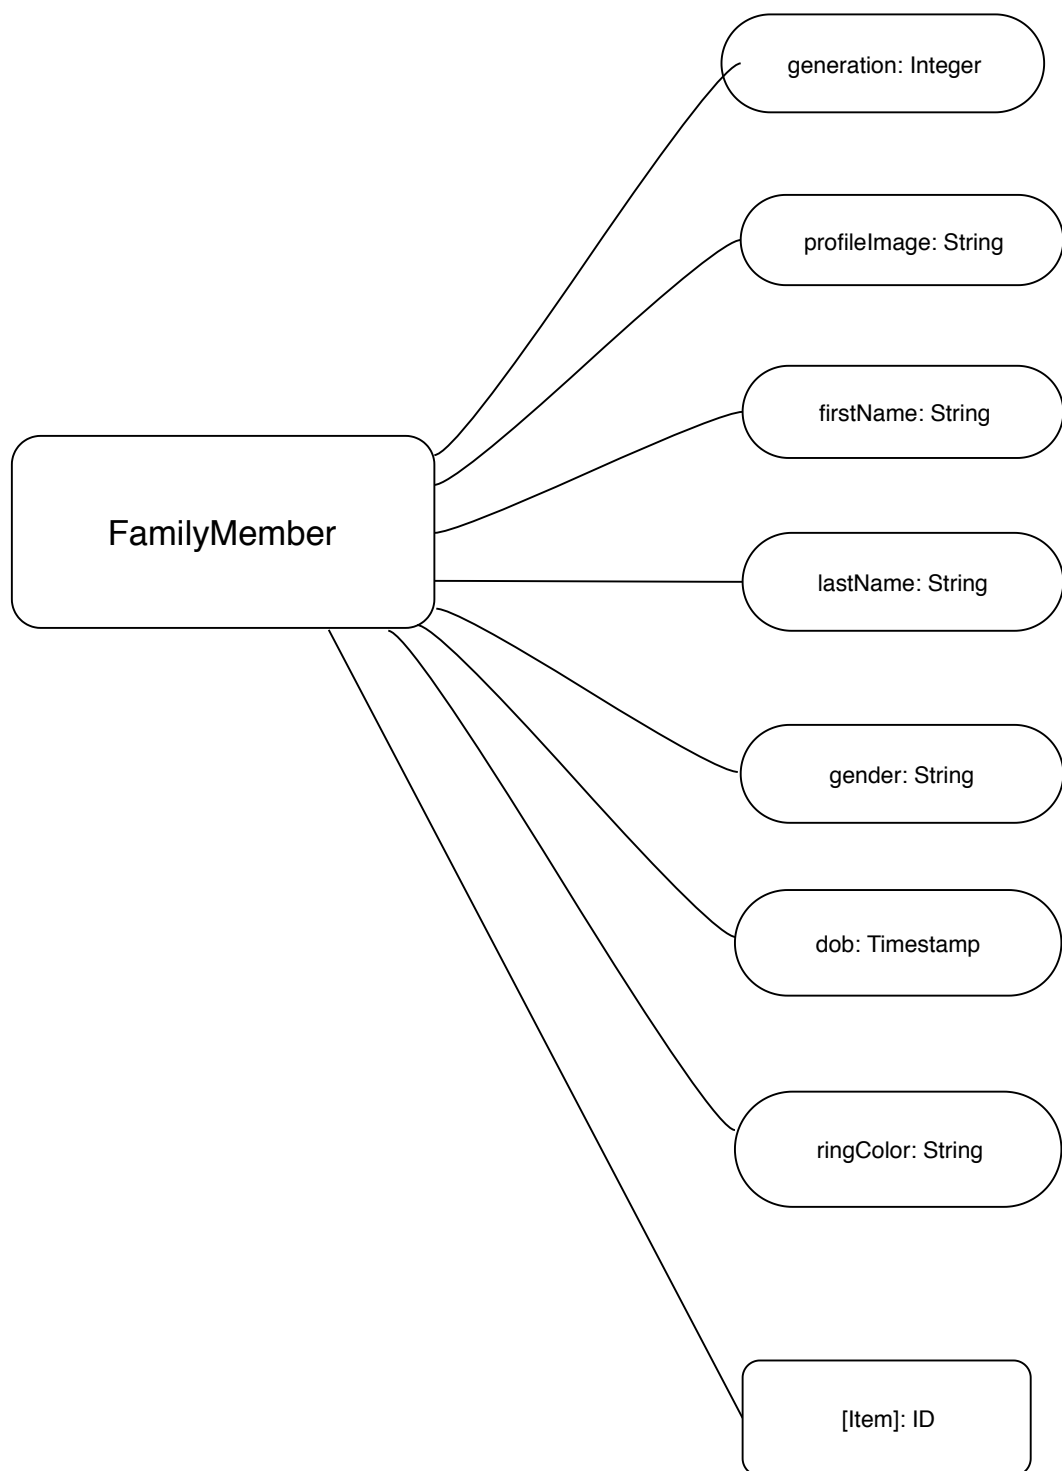 generation: Integer
profileImage: String
firstName: String
FamilyMember
lastName: String
gender: String
dob: Timestamp
ringColor: String
[Item]: ID